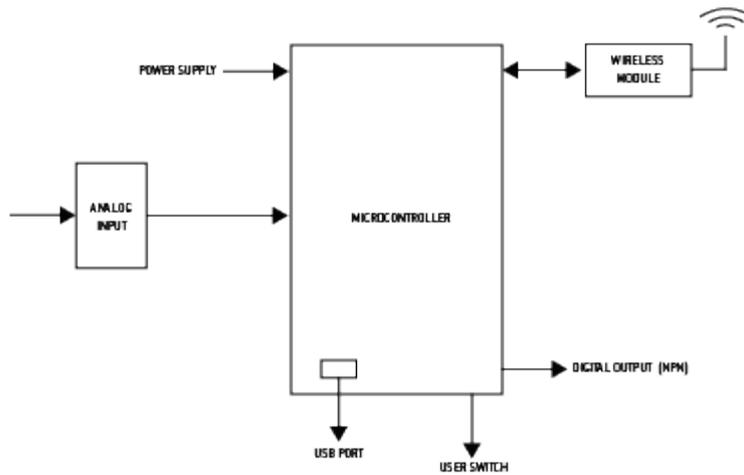 POWER SUPPLY
WIRELESS
MODULE
ANALOG
INPUT
MICROCONTROLLER
DIGITAL OUTPUT (NPN)
USB PORT
USER SWITCH